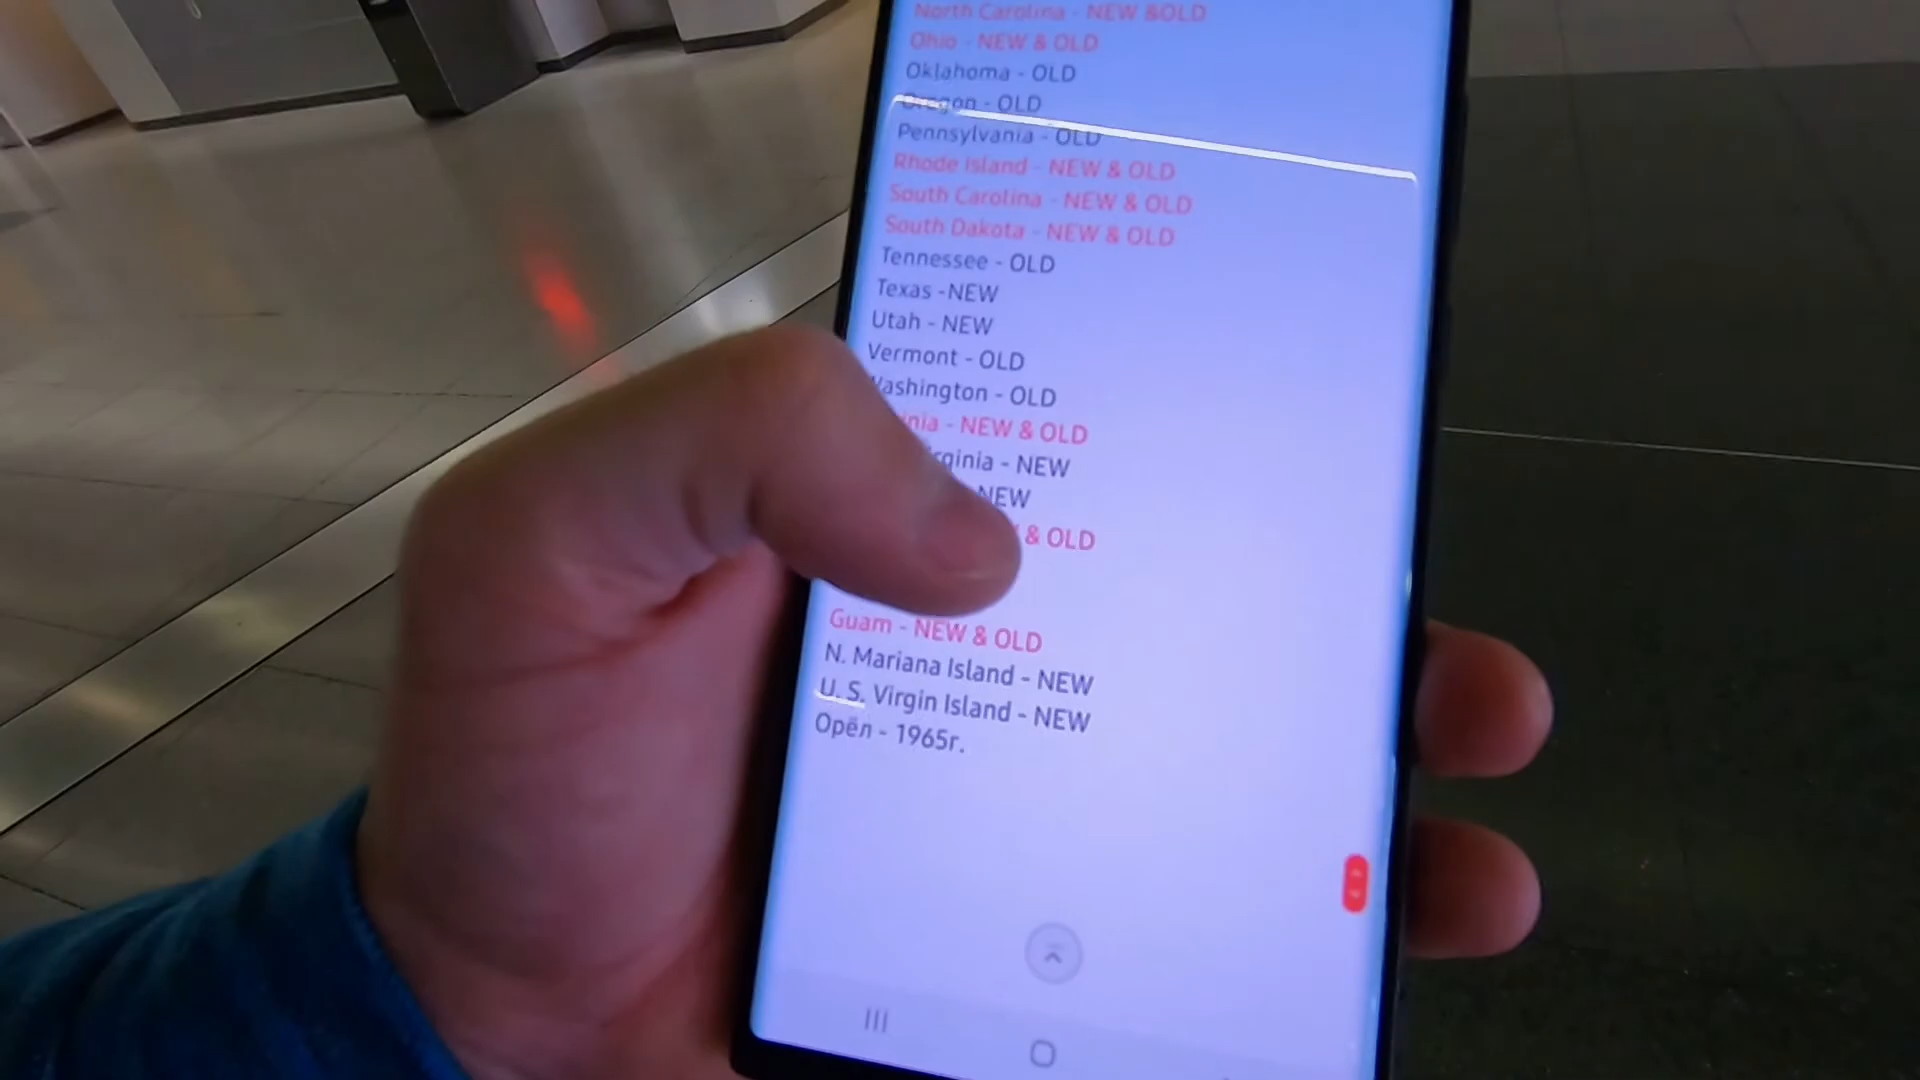 North Carolina - NEW &OLD
Ohio - NEW & OLD
Oklahoma - OLD
Oregon - OLD
Pennsylvania - OLD
Rhode Island - NEW & OLD
South Carolina - NEW & OLD
South Dakota - NEW & OLD
Tennessee - OLD
Texas -NEW
Utah - NEW
Vermont - OLD
Washington - OLD
- NEW & OLD
- NEW
NEW
& OLD
Guam - NEW & OLD
N. Mariana Island - NEW
U. S. Virgin Island - NEW
Орёл - 1965г.